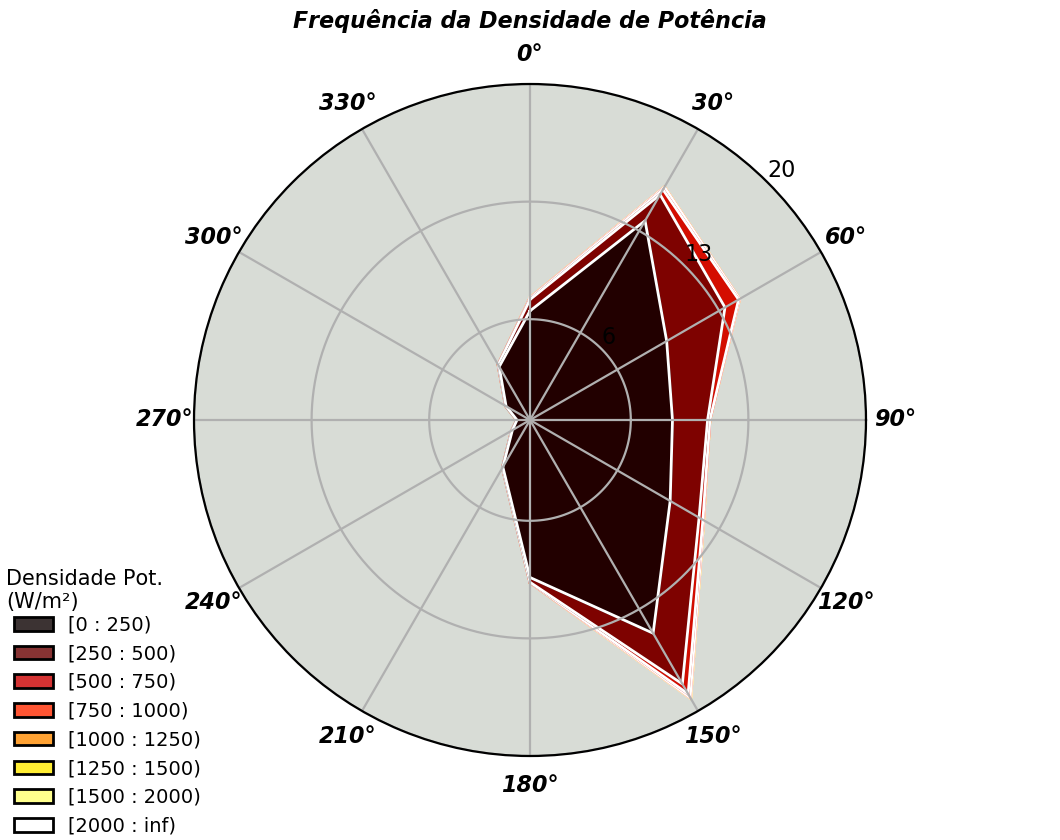 Frequência da Densidade de Potência
0°
330°
30°
20
300°
60°
13
6
270°
90°
240°
120°
210°
150°
180°
Densidade Pot.
(W/m²)
[0 : 250)
[250 : 500)
[500 : 750)
[750 : 1000)
[1000 : 1250)
[1250 : 1500)
[1500 : 2000)
[2000 : inf)